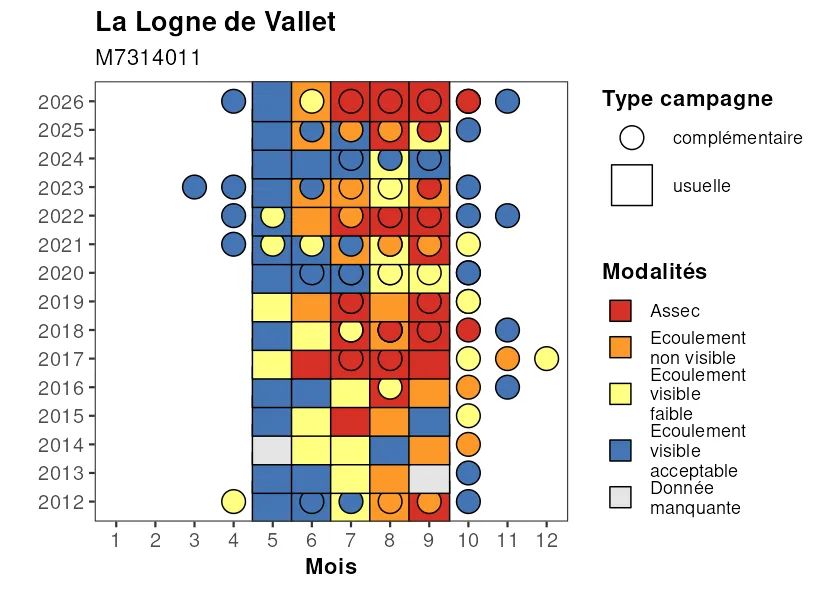 La Logne de Vallet
M7314011
2026
2025
2024
2023
2022
2021
2020
2019
2018
2017
2016
2015
2014
2013
2012
1 2 3 4 5 6 7 8 9 10 11 12
Mois
Type campagne
complémentaire
usuelle
Modalités
Assec
Ecoulement
non visible
Ecoulement
visible
faible
Ecoulement
visible
acceptable
Donnée
manquante